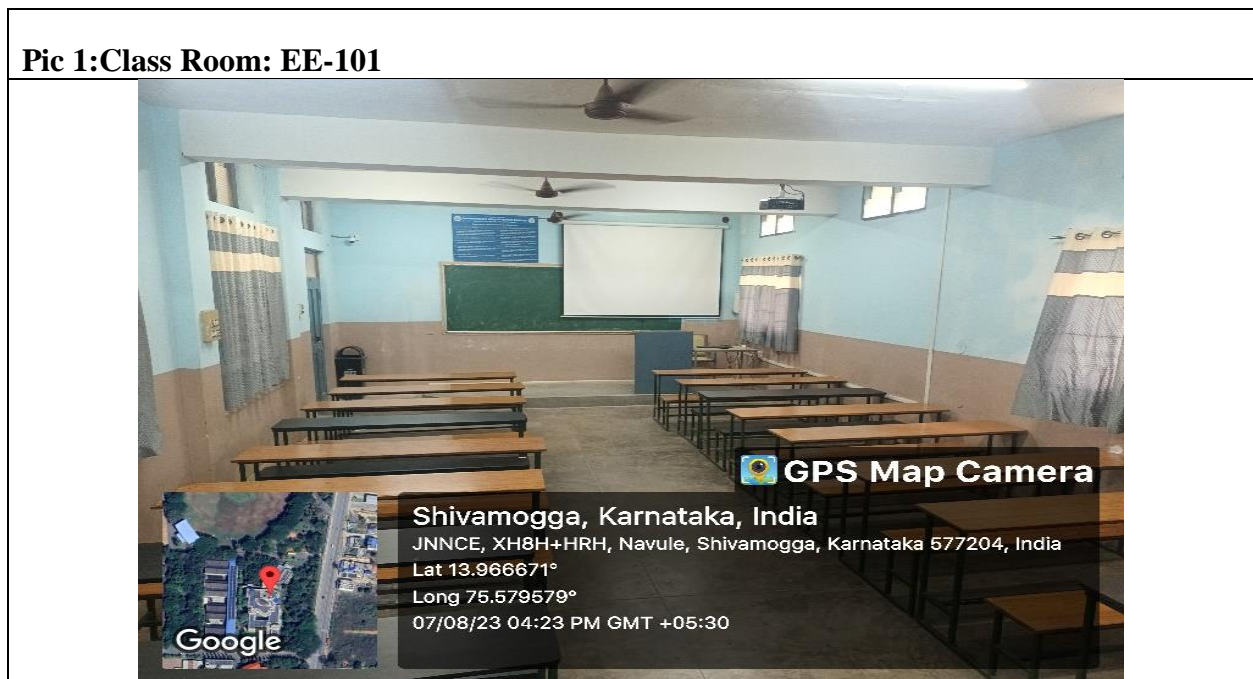 Pic 1:Class Room: EE-101
GPS Map Camera
Shivamogga, Karnataka, India
JNNCE, XH8H+HRH, Navule, Shivamogga, Karnataka 577204, India
Lat 13.966671°
Long 75.579579°
07/08/23 04:23 PM GMT +05:30
Google